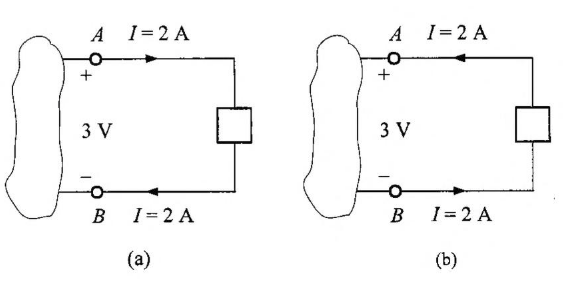 A I = 2 A
+
3 V
−
B I = 2 A
(a)
A I = 2 A
+
3 V
−
B I = 2 A
(b)